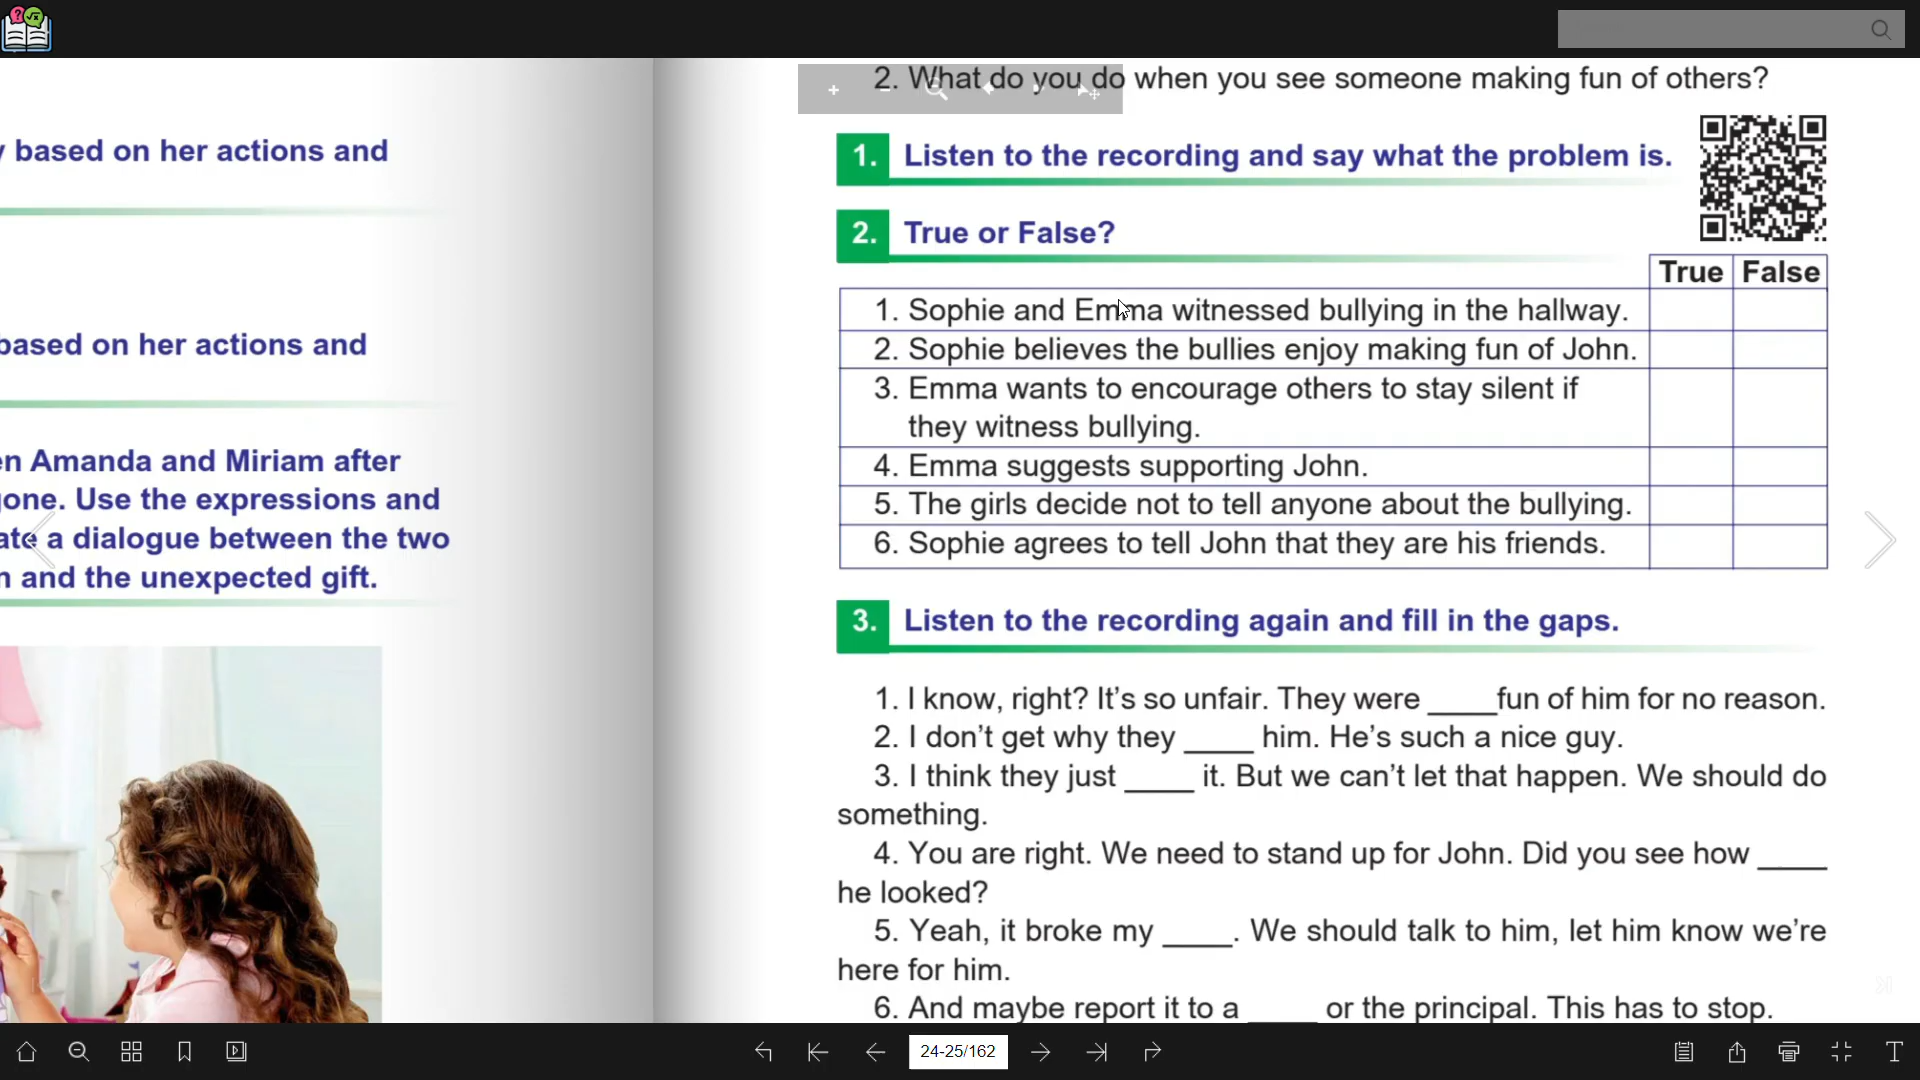 y based on her actions and
based on her actions and
en Amanda and Miriam after
gone. Use the expressions and
ate a dialogue between the two
n and the unexpected gift.
2. What do you do when you see someone making fun of others?
1. Listen to the recording and say what the problem is.
2. True or False?
True False
1. Sophie and Emma witnessed bullying in the hallway.
2. Sophie believes the bullies enjoy making fun of John.
3. Emma wants to encourage others to stay silent if
they witness bullying.
4. Emma suggests supporting John.
5. The girls decide not to tell anyone about the bullying.
6. Sophie agrees to tell John that they are his friends.
3. Listen to the recording again and fill in the gaps.
1. I know, right? It’s so unfair. They were ____fun of him for no reason.
2. I don’t get why they ____ him. He’s such a nice guy.
3. I think they just ____ it. But we can’t let that happen. We should do
something.
4. You are right. We need to stand up for John. Did you see how ____
he looked?
5. Yeah, it broke my ____. We should talk to him, let him know we’re
here for him.
6. And maybe report it to a ____ or the principal. This has to stop.
24-25/162